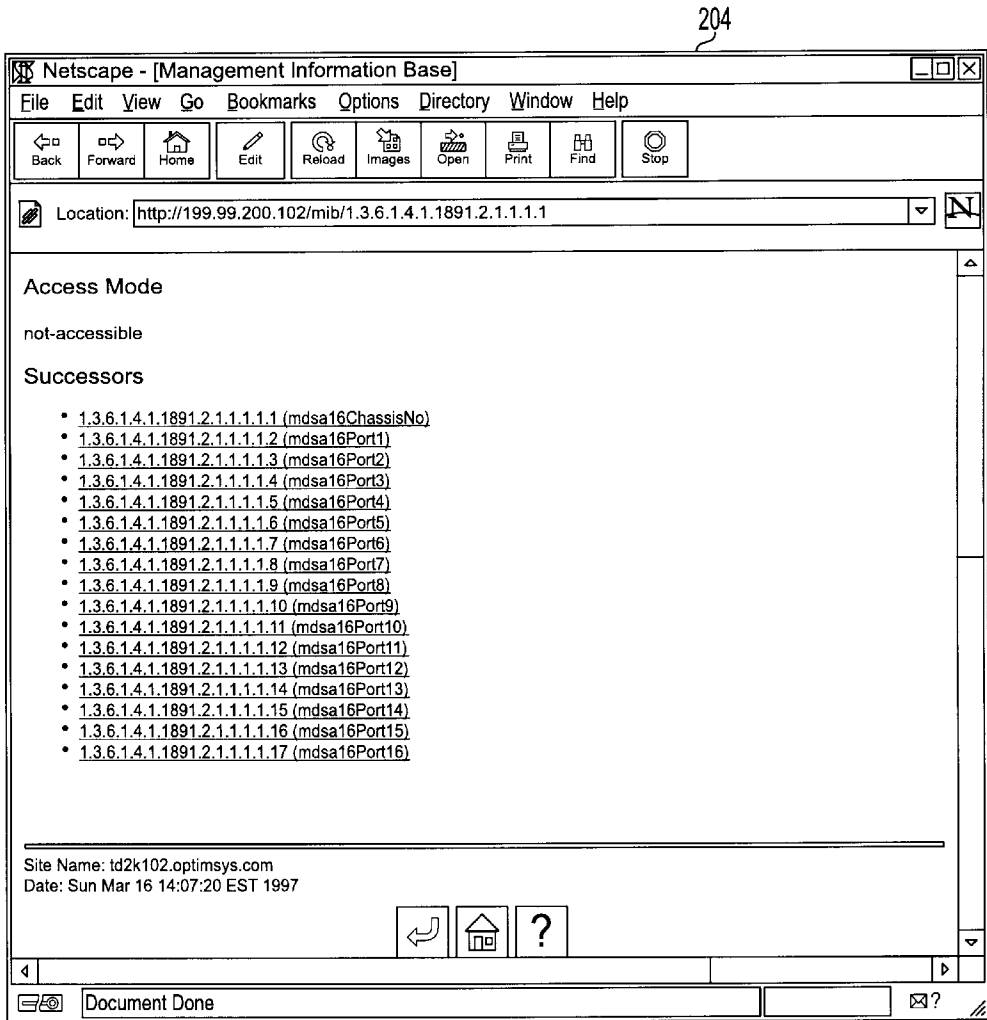 204
Netscape - [Management Information Base]
File Edit View Go Bookmarks Options Directory Window Help
Back Forward Home Edit Reload Images Open Print Find Stop
Location: http://199.99.200.102/mib/1.3.6.1.4.1.1891.2.1.1.1.1 N
Access Mode
not-accessible
Successors
• 1.3.6.1.4.1.1891.2.1.1.1.1.1 (mdsa16ChassisNo)
• 1.3.6.1.4.1.1891.2.1.1.1.1.2 (mdsa16Port1)
• 1.3.6.1.4.1.1891.2.1.1.1.1.3 (mdsa16Port2)
• 1.3.6.1.4.1.1891.2.1.1.1.1.4 (mdsa16Port3)
• 1.3.6.1.4.1.1891.2.1.1.1.1.5 (mdsa16Port4)
• 1.3.6.1.4.1.1891.2.1.1.1.1.6 (mdsa16Port5)
• 1.3.6.1.4.1.1891.2.1.1.1.1.7 (mdsa16Port6)
• 1.3.6.1.4.1.1891.2.1.1.1.1.8 (mdsa16Port7)
• 1.3.6.1.4.1.1891.2.1.1.1.1.9 (mdsa16Port8)
• 1.3.6.1.4.1.1891.2.1.1.1.1.10 (mdsa16Port9)
• 1.3.6.1.4.1.1891.2.1.1.1.1.11 (mdsa16Port10)
• 1.3.6.1.4.1.1891.2.1.1.1.1.12 (mdsa16Port11)
• 1.3.6.1.4.1.1891.2.1.1.1.1.13 (mdsa16Port12)
• 1.3.6.1.4.1.1891.2.1.1.1.1.14 (mdsa16Port13)
• 1.3.6.1.4.1.1891.2.1.1.1.1.15 (mdsa16Port14)
• 1.3.6.1.4.1.1891.2.1.1.1.1.16 (mdsa16Port15)
• 1.3.6.1.4.1.1891.2.1.1.1.1.17 (mdsa16Port16)
Site Name: td2k102.optimsys.com
Date: Sun Mar 16 14:07:20 EST 1997
?
Document Done ?